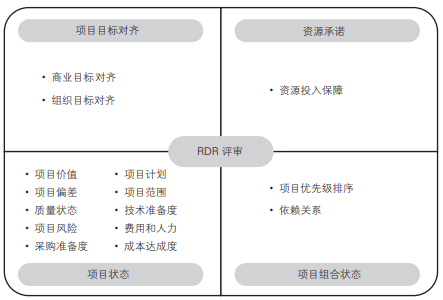 项目目标对齐
• 商业目标对齐
• 组织目标对齐
资源承诺
• 资源投入保障
RDR 评审
• 项目价值
• 项目偏差
• 质量状态
• 项目风险
• 采购准备度
• 项目计划
• 项目范围
• 技术准备度
• 费用和人力
• 成本达成度
项目状态
• 项目优先级排序
• 依赖关系
项目组合状态